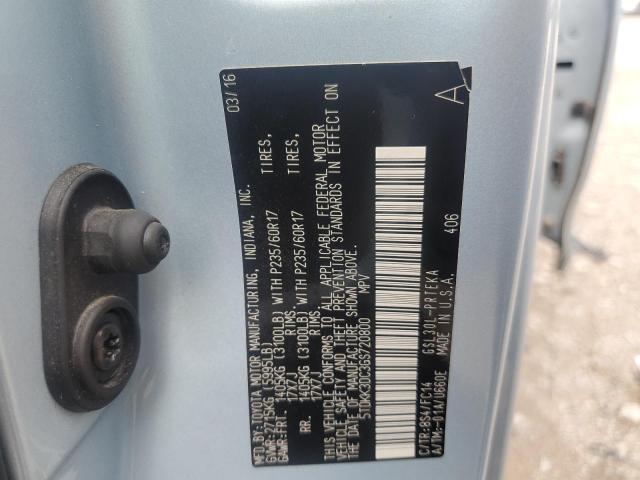 MFD.BY:TOYOTA MOTOR MANUFACTURING, INDIANA, INC. 03/16
GVWR:2715KG (5995LB)
GAWR:FRT. 1405KG (3100LB) WITH P235/60R17 TIRES,
17X7J RIMS,
RR. 1405KG (3100LB) WITH P235/60R17 TIRES,
17X7J RIMS,
THIS VEHICLE CONFORMS TO ALL APPLICABLE FEDERAL MOTOR
VEHICLE SAFETY AND THEFT PREVENTION STANDARDS IN EFFECT ON
THE DATE OF MANUFACTURE SHOWN ABOVE.
5TDKK3DC3GS720800 MPV
A
406
C/TR:8S4/FC14 GSL30L-PRTEKA
A/TM:-01A/U660E MADE IN U.S.A.